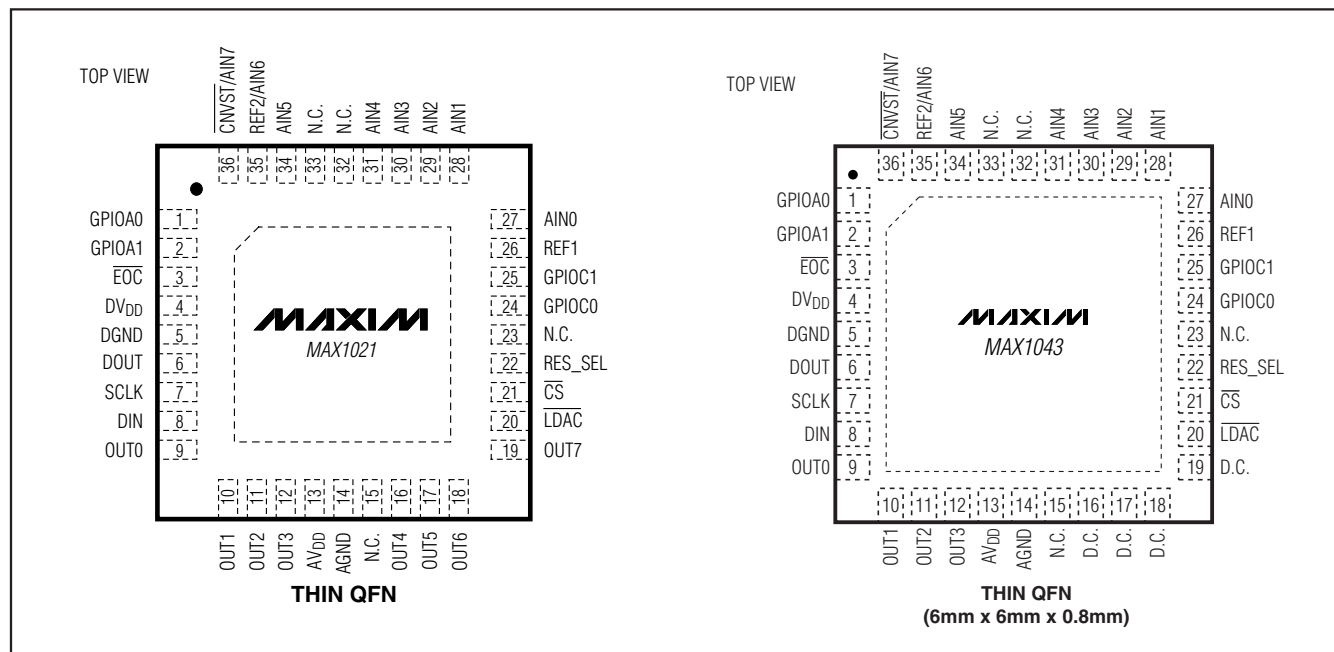 TOP VIEW
CNVST/AIN7
REF2/AIN6
AIN5
N.C.
N.C.
AIN4
AIN3
AIN2
AIN1
36 35 34 33 32 31 30 29 28
GPIOA0 1
GPIOA1 2
EOC 3
DVDD 4
DGND 5
DOUT 6
SCLK 7
DIN 8
OUT0 9
27 AIN0
26 REF1
25 GPIOC1
24 GPIOC0
23 N.C.
22 RES_SEL
21 CS
20 LDAC
19 OUT7
MAXIM
MAX1021
10 11 12 13 14 15 16 17 18
OUT1
OUT2
OUT3
AVDD
AGND
N.C.
OUT4
OUT5
OUT6
THIN QFN
TOP VIEW
CNVST/AIN7
REF2/AIN6
AIN5
N.C.
N.C.
AIN4
AIN3
AIN2
AIN1
36 35 34 33 32 31 30 29 28
GPIOA0 1
GPIOA1 2
EOC 3
DVDD 4
DGND 5
DOUT 6
SCLK 7
DIN 8
OUT0 9
27 AIN0
26 REF1
25 GPIOC1
24 GPIOC0
23 N.C.
22 RES_SEL
21 CS
20 LDAC
19 D.C.
MAXIM
MAX1043
10 11 12 13 14 15 16 17 18
OUT1
OUT2
OUT3
AVDD
AGND
N.C.
D.C.
D.C.
D.C.
THIN QFN
(6mm x 6mm x 0.8mm)